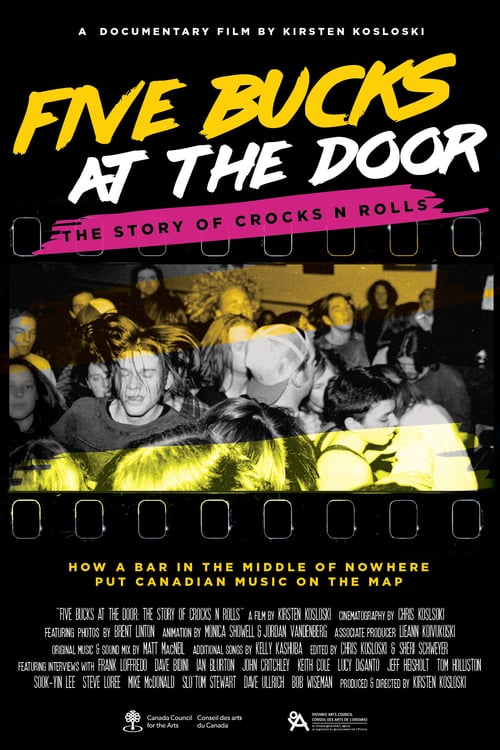 A DOCUMENTARY FILM BY KIRSTEN KOSLOSKI
FIVE BUCKS
AT THE DOOR
THE STORY OF CROCKS N ROLLS
HOW A BAR IN THE MIDDLE OF NOWHERE
PUT CANADIAN MUSIC ON THE MAP
"FIVE BUCKS AT THE DOOR: THE STORY OF CROCKS N ROLLS" A FILM BY KIRSTEN KOSLOSKI CINEMATOGRAPHY BY CHRIS KOSLSOKI
FEATURING PHOTOS BY BRENT LINTON ANIMATION BY MONICA SHOWELL & JORDAN VANDENBERG ASSOCIATE PRODUCER LIEANN KOIVUKOSKI
ORIGINAL MUSIC & SOUND MIX BY MATT MACNEIL ADDITIONAL SONGS BY KELLY KASHUBA EDITED BY CHRIS KOSLOSKI & SHERI SCHWEYER
FEATURING INTERVIEWS WITH FRANK LOFFREDO DAVE BIDINI IAN BLURTON JOHN CRITCHLEY KEITH COLE LUCY DISANTO JEFF HEISHOLT TOM HOLLISTON
SOOK-YIN LEE STEVE LOREE MIKE MCDONALD SLO'TOM STEWART DAVE ULLRICH BOB WISEMAN PRODUCED & DIRECTED BY KIRSTEN KOSLOSKI
Canada Council for the Arts
Conseil des arts du Canada
ONTARIO ARTS COUNCIL
CONSEIL DES ARTS DE L'ONTARIO